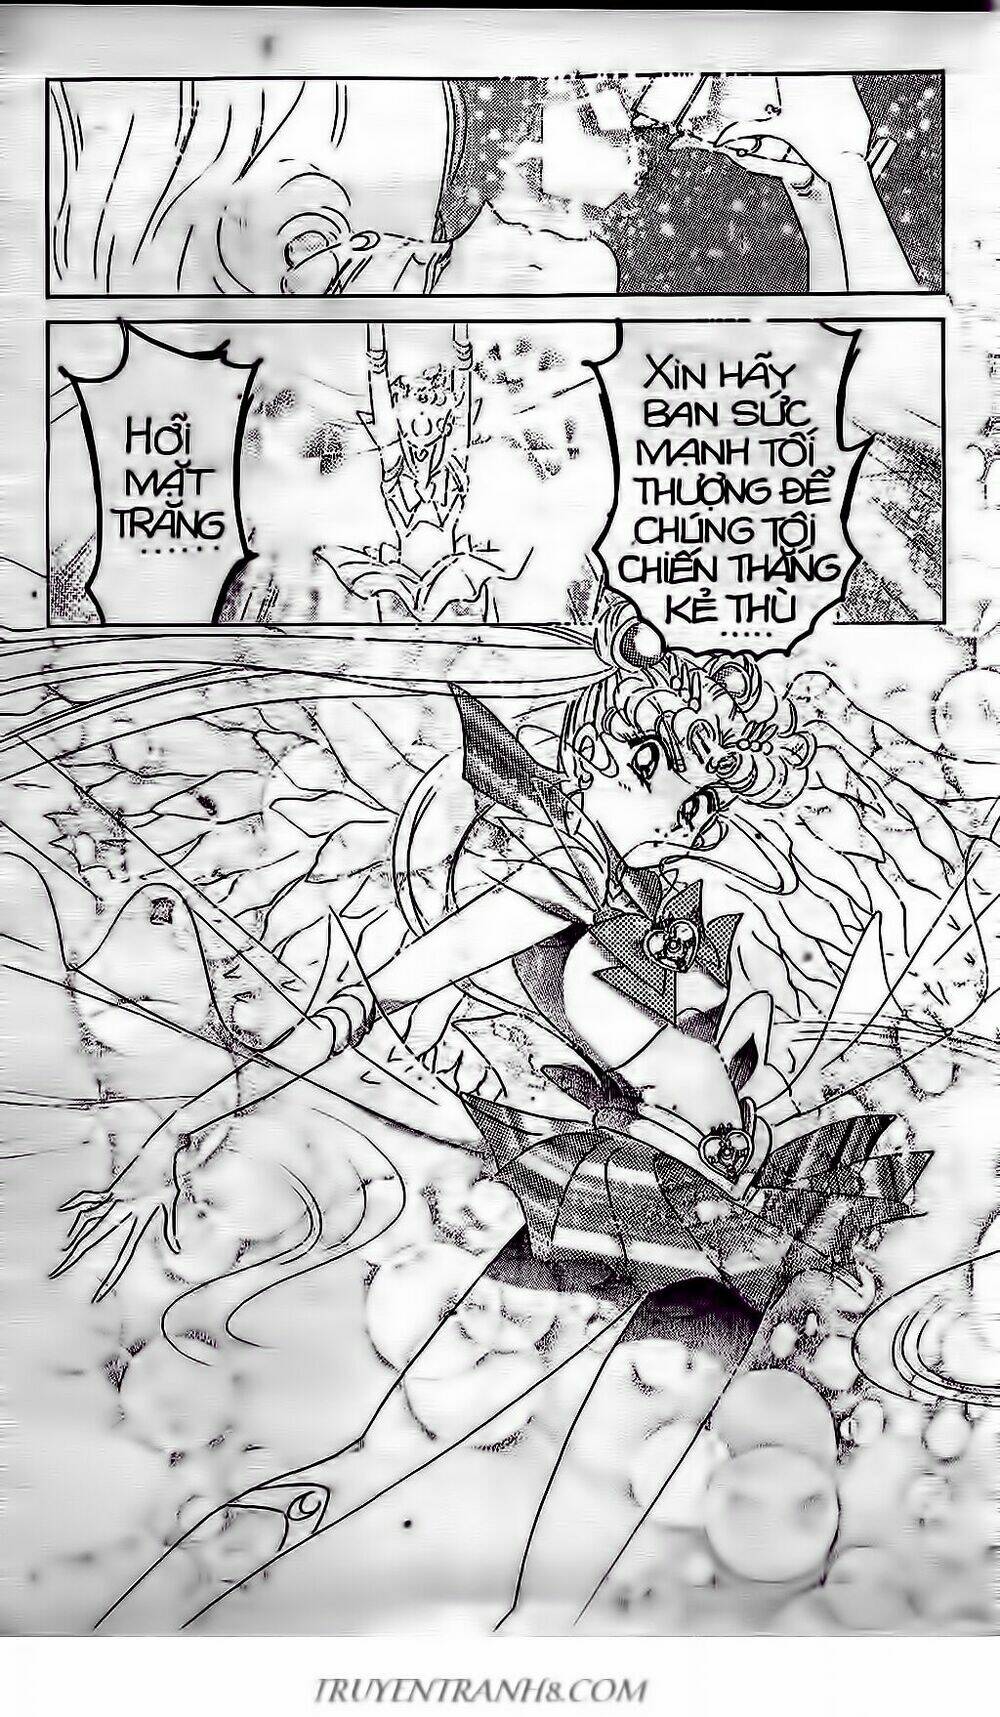 XIN HÃY
BAN SỨC
MẠNH TỐI
THƯỢNG ĐỂ
CHÚNG TÔI
CHIẾN THẮNG
KẺ THÙ
.....
HỠI
MẶT
TRĂNG
......
TRUYENTRANH8.COM